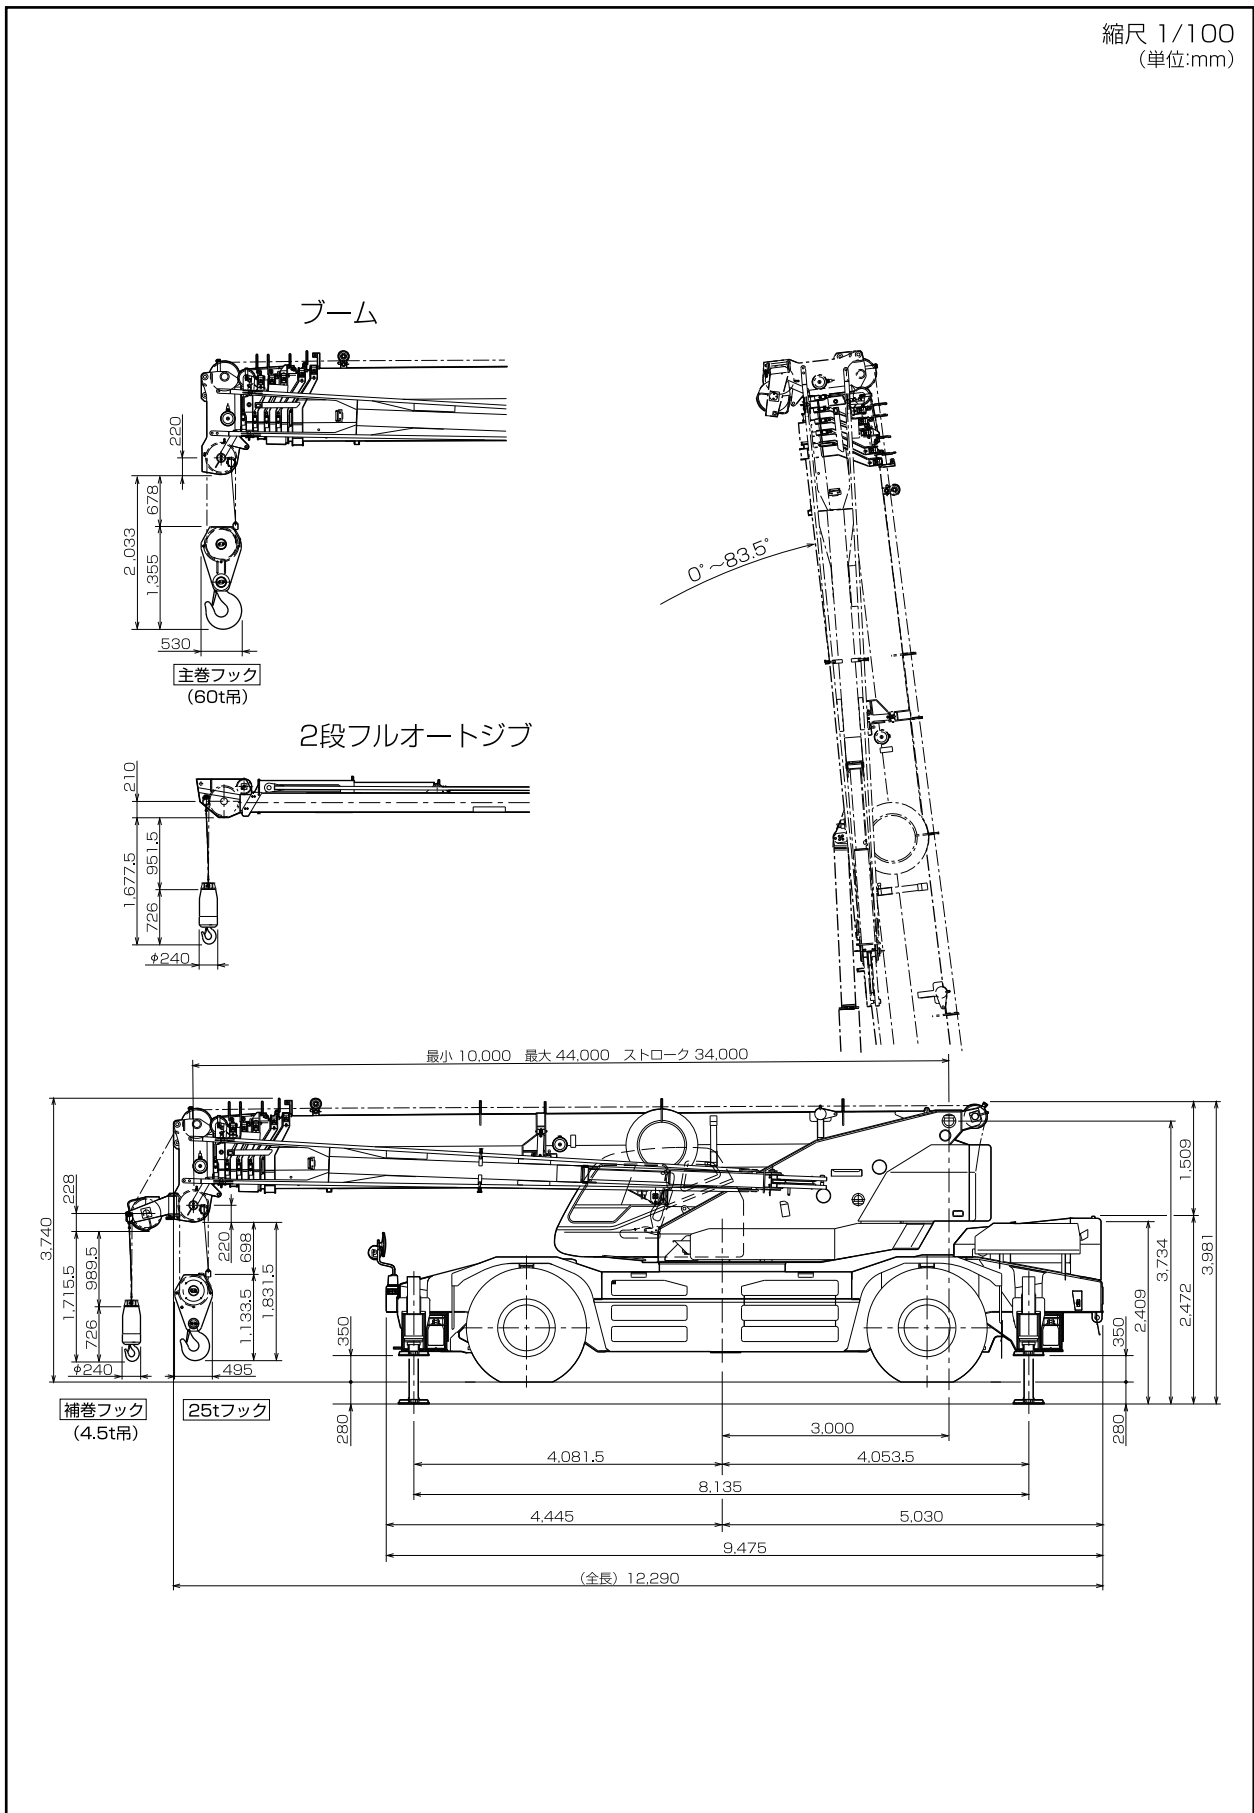 縮尺 1/100
(単位:mm)
ブーム
220
678
2,033
1,355
530
主巻フック
(60t吊)
0°～83.5°
2段フルオートジブ
210
951.5
1,677.5
726
φ240
最小 10,000 最大 44,000 ストローク 34,000
228
3,740
989.5
1,715.5
726
φ240
220
698
1,133.5
1,831.5
495
補巻フック
(4.5t吊)
25tフック
350
280
1,509
3,734
3,981
2,472
2,409
350
280
3,000
4,081.5
4,053.5
8,135
4,445
5,030
9,475
(全長) 12,290